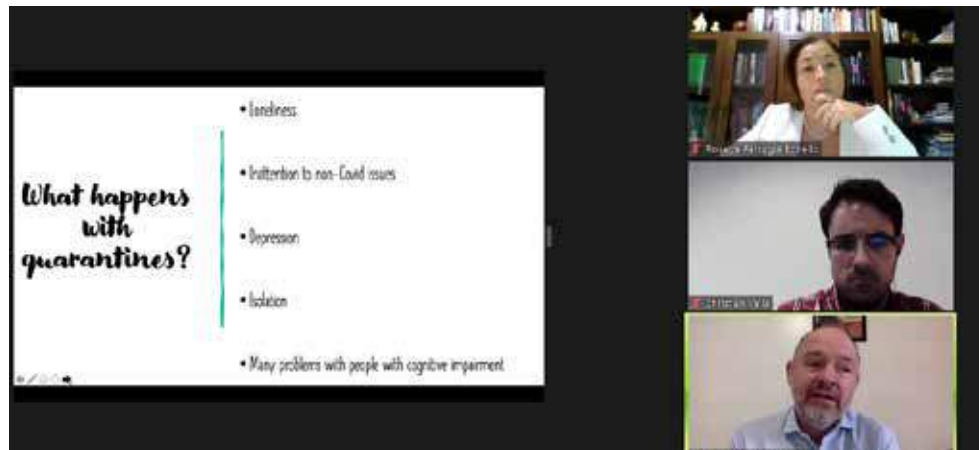 What happens
with
quarantines?
• Loneliness
• Inattention to non-Covid issues
• Depression
• Isolation
• Many problems with people with cognitive impairment
Christian